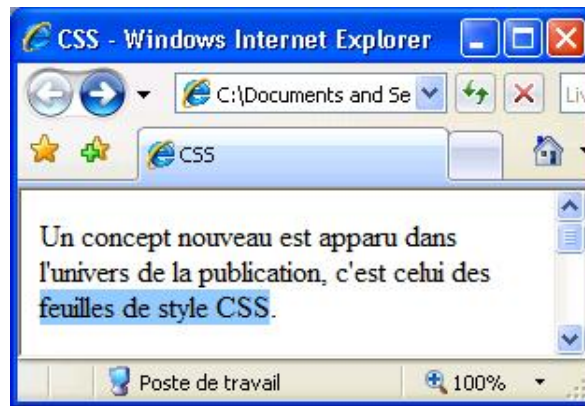 CSS - Windows Internet Explorer
C:\Documents and Se
Liv
CSS
Un concept nouveau est apparu dans
l'univers de la publication, c'est celui des
feuilles de style CSS.
Poste de travail
100%